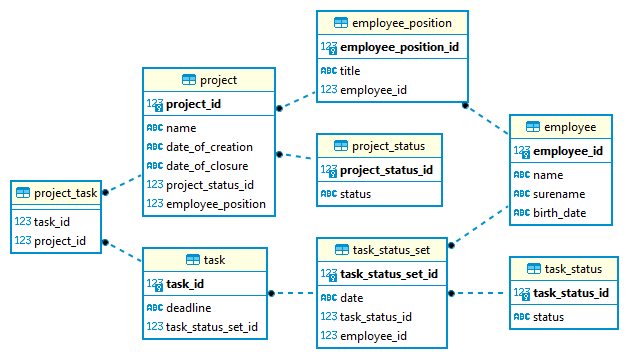 employee_position
123 employee_position_id
ABC title
123 employee_id
project
123 project_id
ABC name
ABC date_of_creation
ABC date_of_closure
123 project_status_id
123 employee_position
project_status
123 project_status_id
ABC status
employee
123 employee_id
ABC name
ABC surename
ABC birth_date
project_task
123 task_id
123 project_id
task
123 task_id
ABC deadline
123 task_status_set_id
task_status_set
123 task_status_set_id
ABC date
123 task_status_id
123 employee_id
task_status
123 task_status_id
ABC status